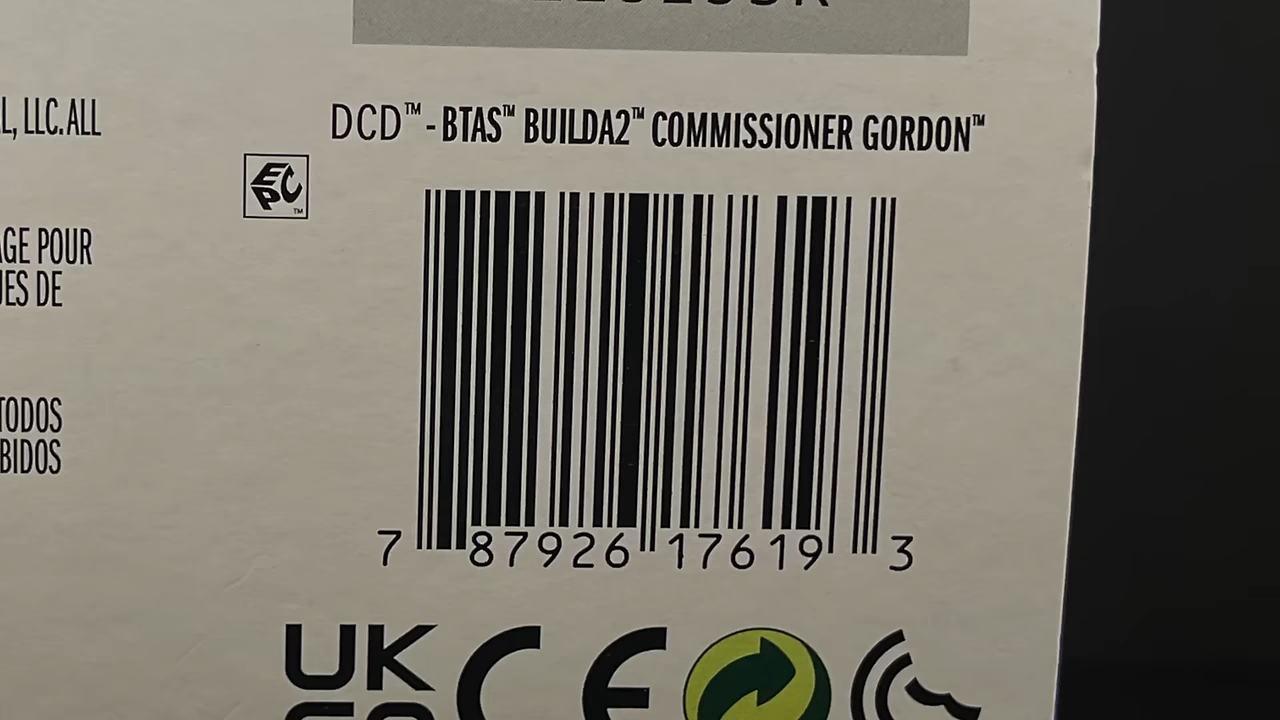 L, LLC. ALL
DCD™ - BTAS™ BUILDA2™ COMMISSIONER GORDON™
EPC™
AGE POUR
UES DE
TODOS
BIDOS
7 87926 17619 3
UK
CE